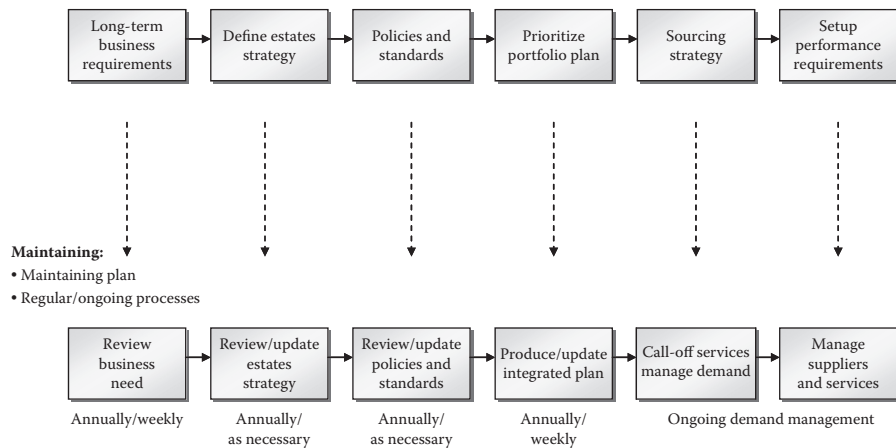 Long-term
business
requirements
Define estates
strategy
Policies and
standards
Prioritize
portfolio plan
Sourcing
strategy
Setup
performance
requirements
Maintaining:
• Maintaining plan
• Regular/ongoing processes
Review
business
need
Review/update
estates
strategy
Review/update
policies and
standards
Produce/update
integrated plan
Call-off services
manage demand
Manage
suppliers
and services
Annually/weekly
Annually/
as necessary
Annually/
as necessary
Annually/
weekly
Ongoing demand management